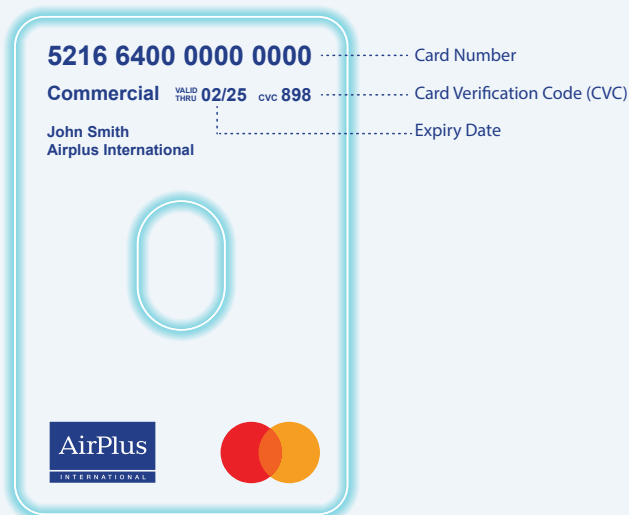 5216 6400 0000 0000 Card Number
Commercial VALID THRU 02/25 CVC 898 Card Verification Code (CVC)
Expiry Date
John Smith
Airplus International
AirPlus
INTERNATIONAL